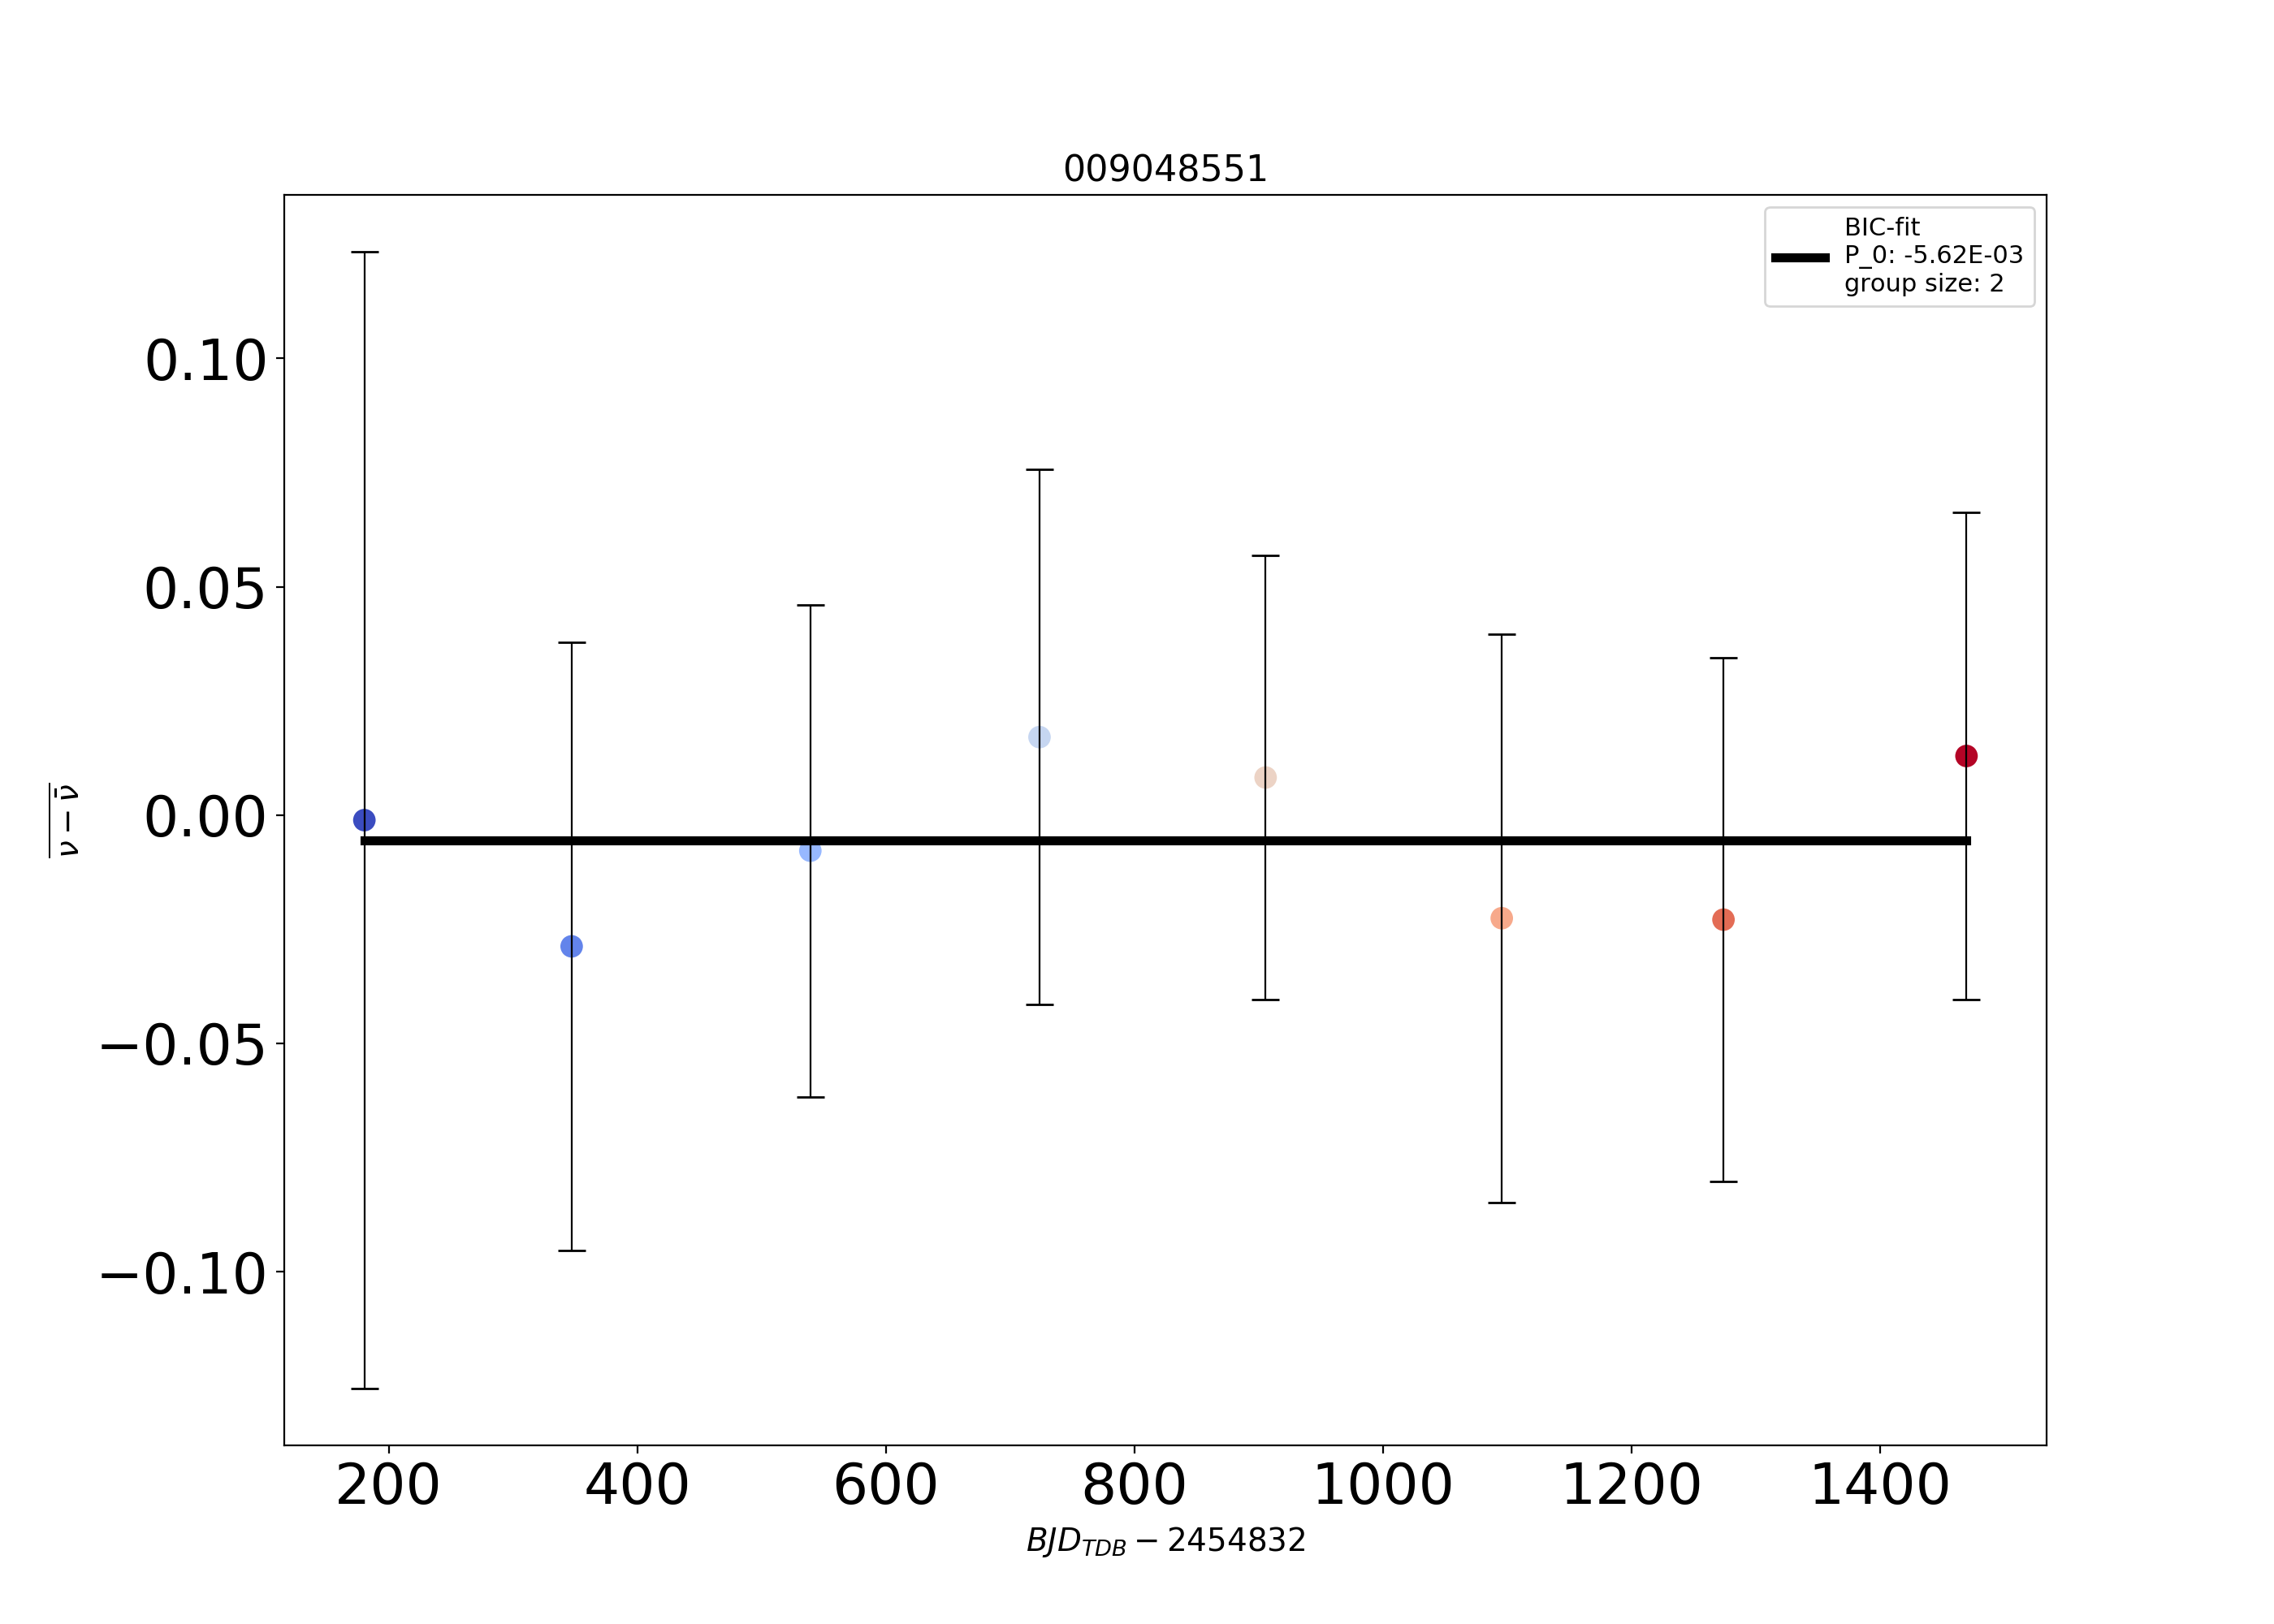 009048551
BIC-fit
P_0: -5.62E-03
group size: 2
0.10
0.05
0.00
−0.05
−0.10
ν − ν̄
200 400 600 800 1000 1200 1400
BJD_TDB − 2454832